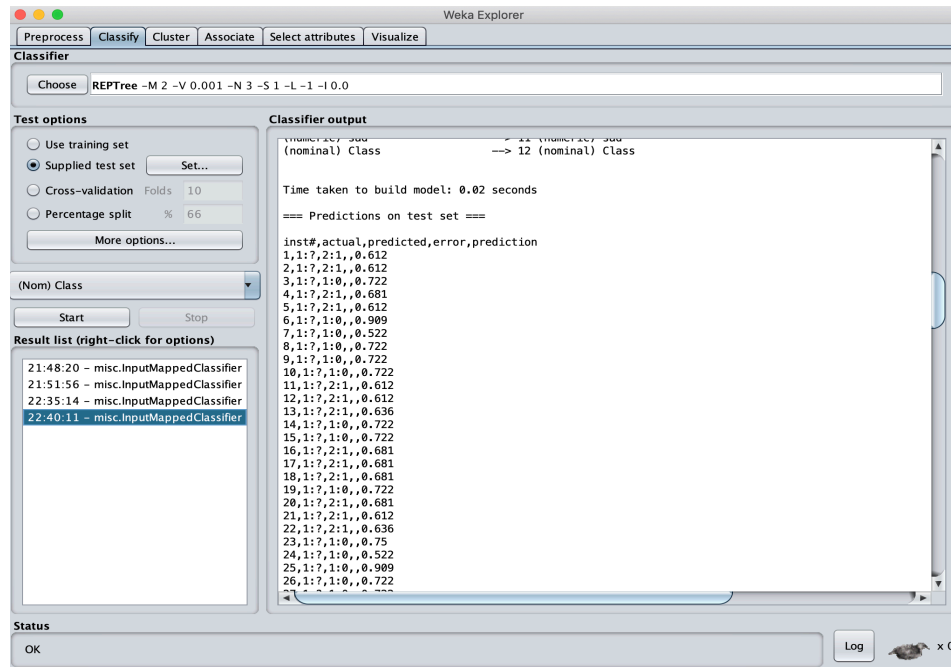 Weka Explorer
Preprocess Classify Cluster Associate Select attributes Visualize
Classifier
Choose REPTree -M 2 -V 0.001 -N 3 -S 1 -L -1 -I 0.0
Test options
Use training set
Supplied test set Set...
Cross-validation Folds 10
Percentage split % 66
More options...
(Nom) Class
Start Stop
Result list (right-click for options)
21:48:20 - misc.InputMappedClassifier
21:51:56 - misc.InputMappedClassifier
22:35:14 - misc.InputMappedClassifier
22:40:11 - misc.InputMappedClassifier
Classifier output
(numeric) Sad --> 11 (numeric) Sad
(nominal) Class --> 12 (nominal) Class
Time taken to build model: 0.02 seconds
=== Predictions on test set ===
inst#,actual,predicted,error,prediction
1,1:?,2:1,,0.612
2,1:?,2:1,,0.612
3,1:?,1:0,,0.722
4,1:?,2:1,,0.681
5,1:?,2:1,,0.612
6,1:?,1:0,,0.909
7,1:?,1:0,,0.522
8,1:?,1:0,,0.722
9,1:?,1:0,,0.722
10,1:?,1:0,,0.722
11,1:?,2:1,,0.612
12,1:?,2:1,,0.612
13,1:?,2:1,,0.636
14,1:?,1:0,,0.722
15,1:?,1:0,,0.722
16,1:?,2:1,,0.681
17,1:?,2:1,,0.681
18,1:?,2:1,,0.681
19,1:?,1:0,,0.722
20,1:?,2:1,,0.681
21,1:?,2:1,,0.612
22,1:?,2:1,,0.636
23,1:?,1:0,,0.75
24,1:?,1:0,,0.522
25,1:?,1:0,,0.909
26,1:?,1:0,,0.722
Status
OK
Log
x 0